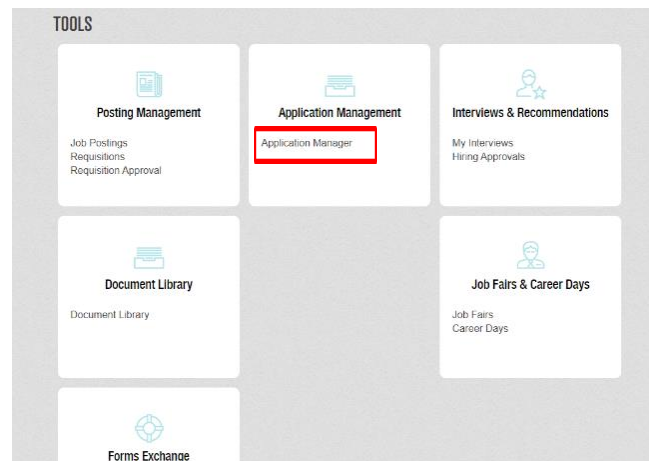 TOOLS
Posting Management
Job Postings
Requisitions
Requisition Approval
Application Management
Application Manager
Interviews & Recommendations
My Interviews
Hiring Approvals
Document Library
Document Library
Job Fairs & Career Days
Job Fairs
Career Days
Forms Exchange